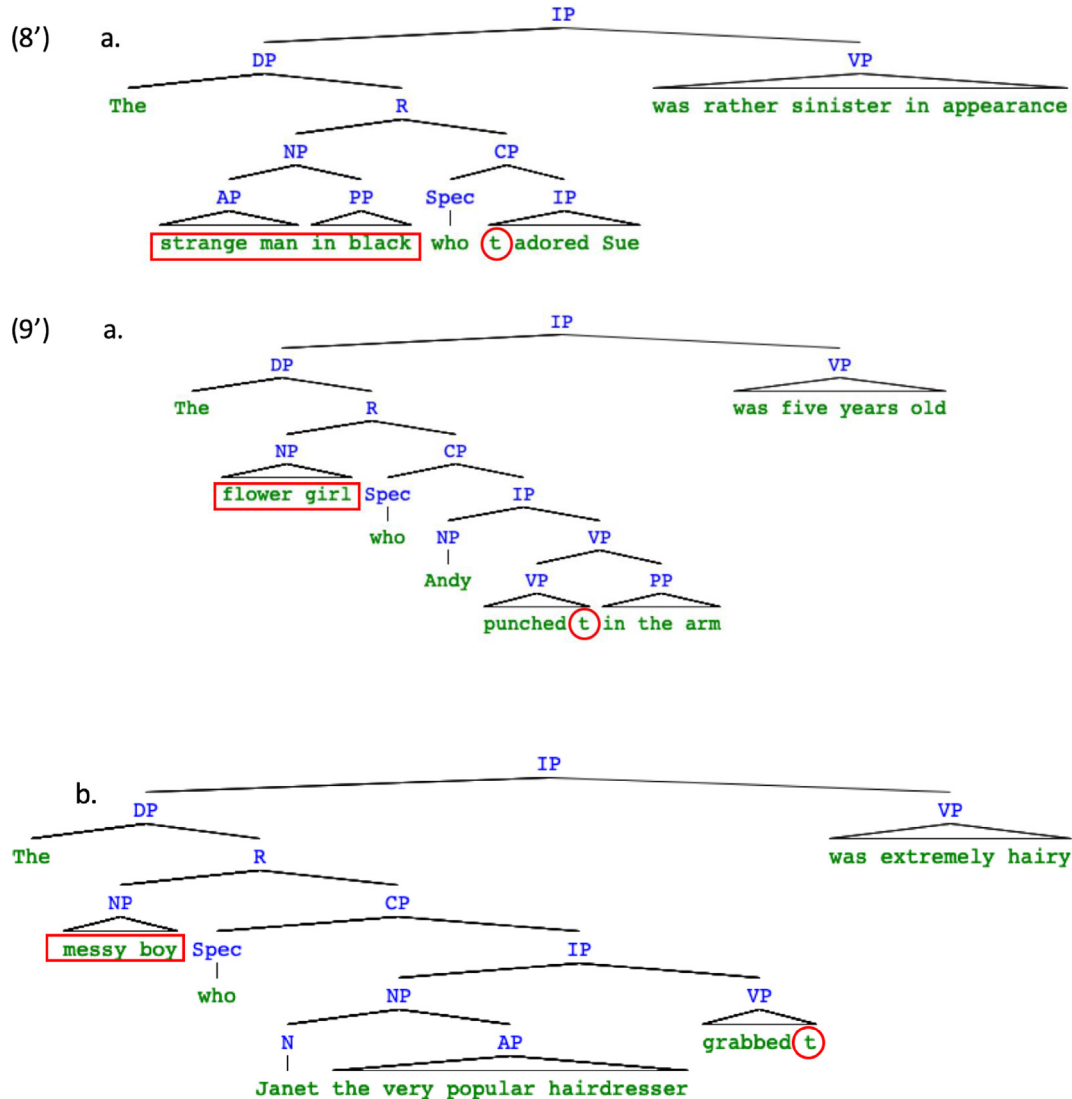 (8’) a. IP
DP VP
The R was rather sinister in appearance
NP CP
AP PP Spec IP
strange man in black who t adored Sue
(9’) a. IP
DP VP
The R was five years old
NP CP
flower girl Spec IP
who NP VP
Andy VP PP
punched t in the arm
IP
b. DP VP
The R was extremely hairy
NP CP
messy boy Spec IP
who NP VP
N AP grabbed t
Janet the very popular hairdresser